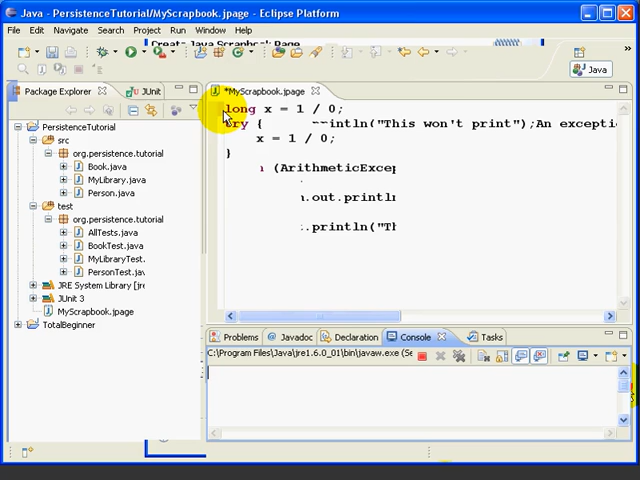 Java - PersistenceTutorial/MyScrapbook.jpage - Eclipse Platform
File Edit Navigate Search Project Run Window Help
Create Java Scrapbook Page
Java
Package Explorer
JUnit
*MyScrapbook.jpage
PersistenceTutorial
src
org.persistence.tutorial
Book.java
MyLibrary.java
Person.java
test
org.persistence.tutorial
AllTests.java
BookTest.java
MyLibraryTest
PersonTest.jav
JRE System Library [jre
JUnit 3
MyScrapbook.jpage
TotalBeginner
long x = 1 / 0;
try { println("This won't print");An exceptio
x = 1 / 0;
}
(ArithmeticExcep
.out.println
.println("Th
Problems Javadoc Declaration Console Tasks
C:\Program Files\Java\jre1.6.0_01\bin\javaw.exe (Se